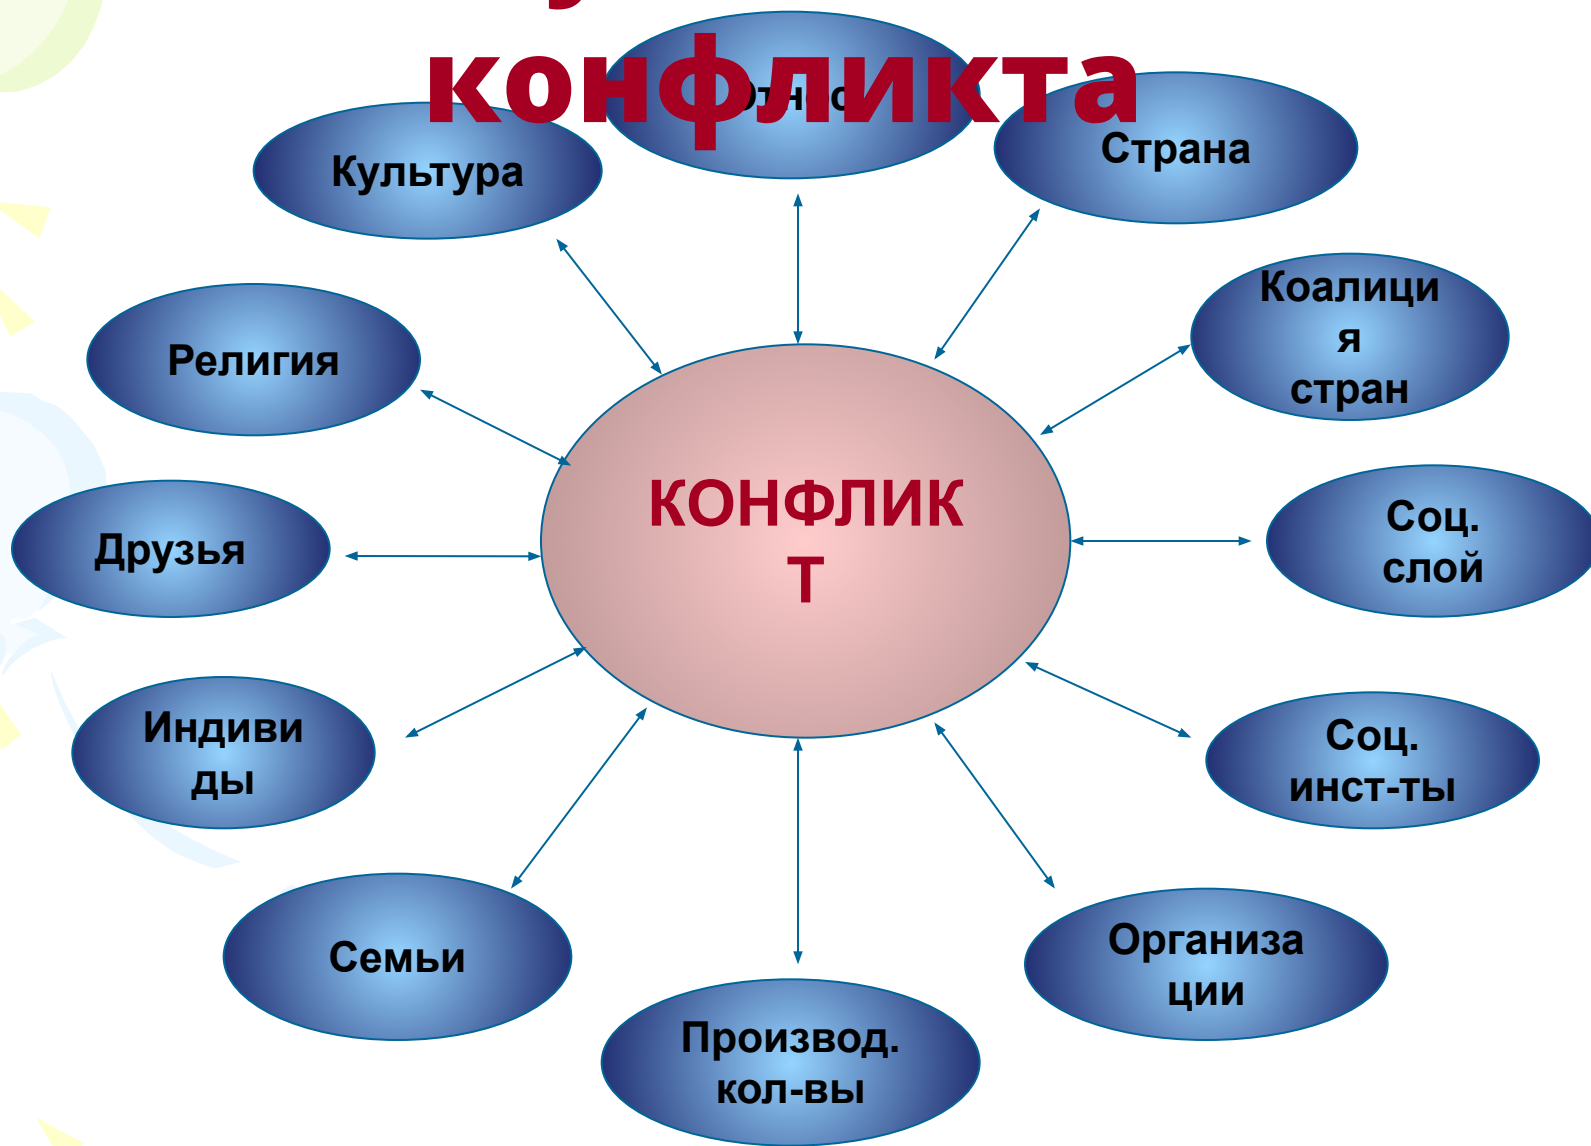 конфликта
Этнос
Культура
Страна
Коалици
я
стран
Религия
КОНФЛИК
Т
Соц.
слой
Друзья
Индиви
ды
Соц.
инст-ты
Семьи
Организа
ции
Производ.
кол-вы